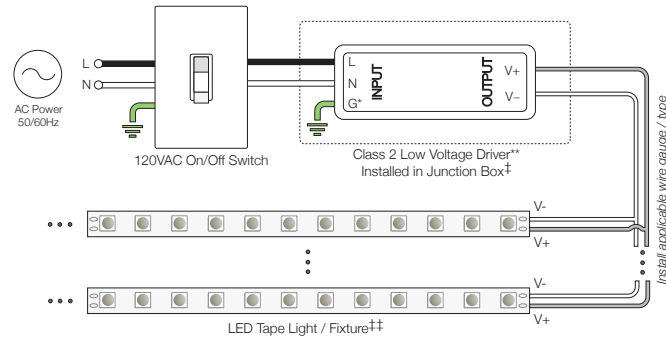 L
N
AC Power
50/60Hz
120VAC On/Off Switch
L
N
G*
INPUT
OUTPUT
V+
V–
Class 2 Low Voltage Driver**
Installed in Junction Box‡
Install applicable wire gauge / type
V-
V+
V-
V+
LED Tape Light / Fixture‡‡